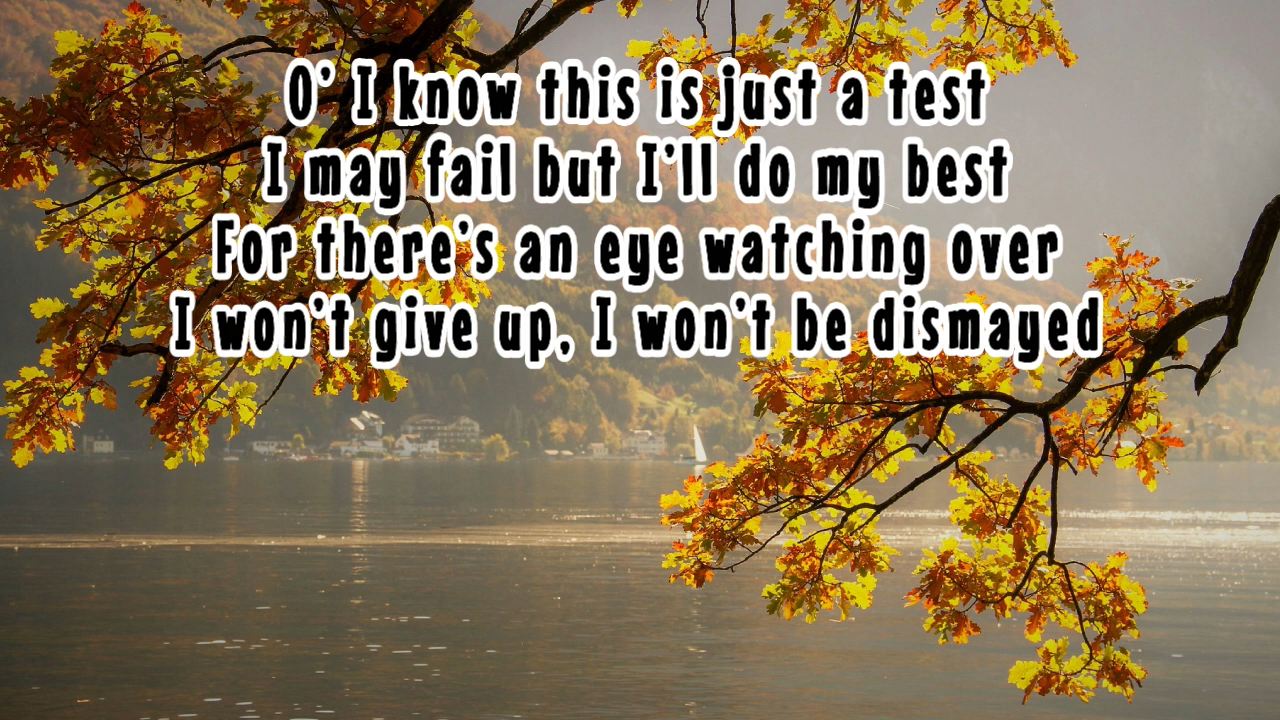 O' I know this is just a test
I may fail but I'll do my best
For there's an eye watching over
I won't give up, I won't be dismayed